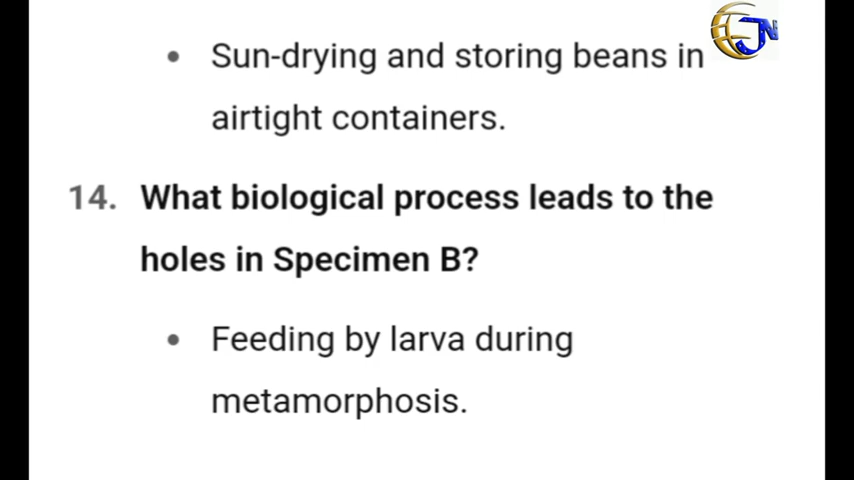 Sun-drying and storing beans in
airtight containers.
14. What biological process leads to the
holes in Specimen B?
Feeding by larva during
metamorphosis.